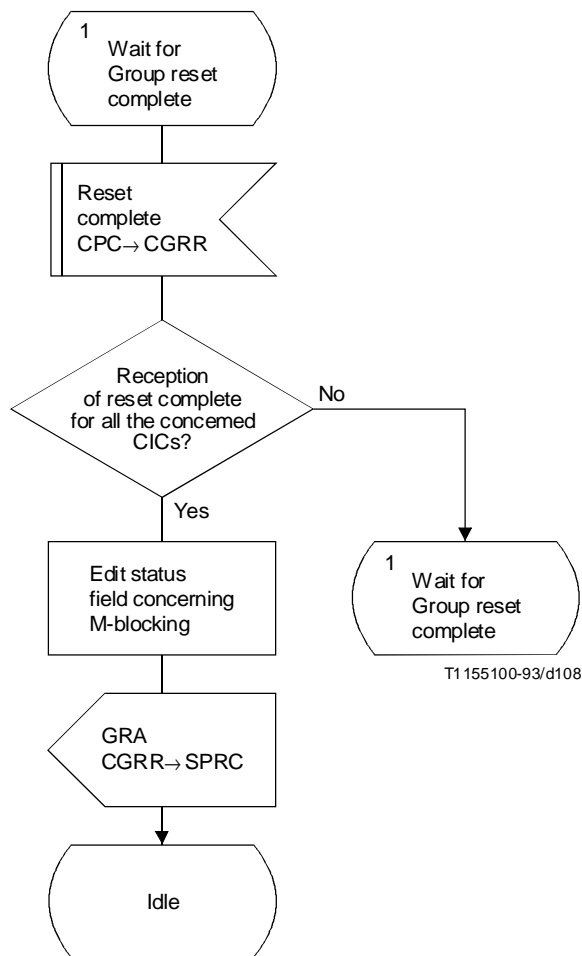 1
Wait for
Group reset
complete
Reset
complete
CPC→CGRR
Reception
of reset complete
for all the concemed
CICs?
No
Yes
Edit status
field concerning
M-blocking
1
Wait for
Group reset
complete
T1155100-93/d108
GRA
CGRR→SPRC
Idle